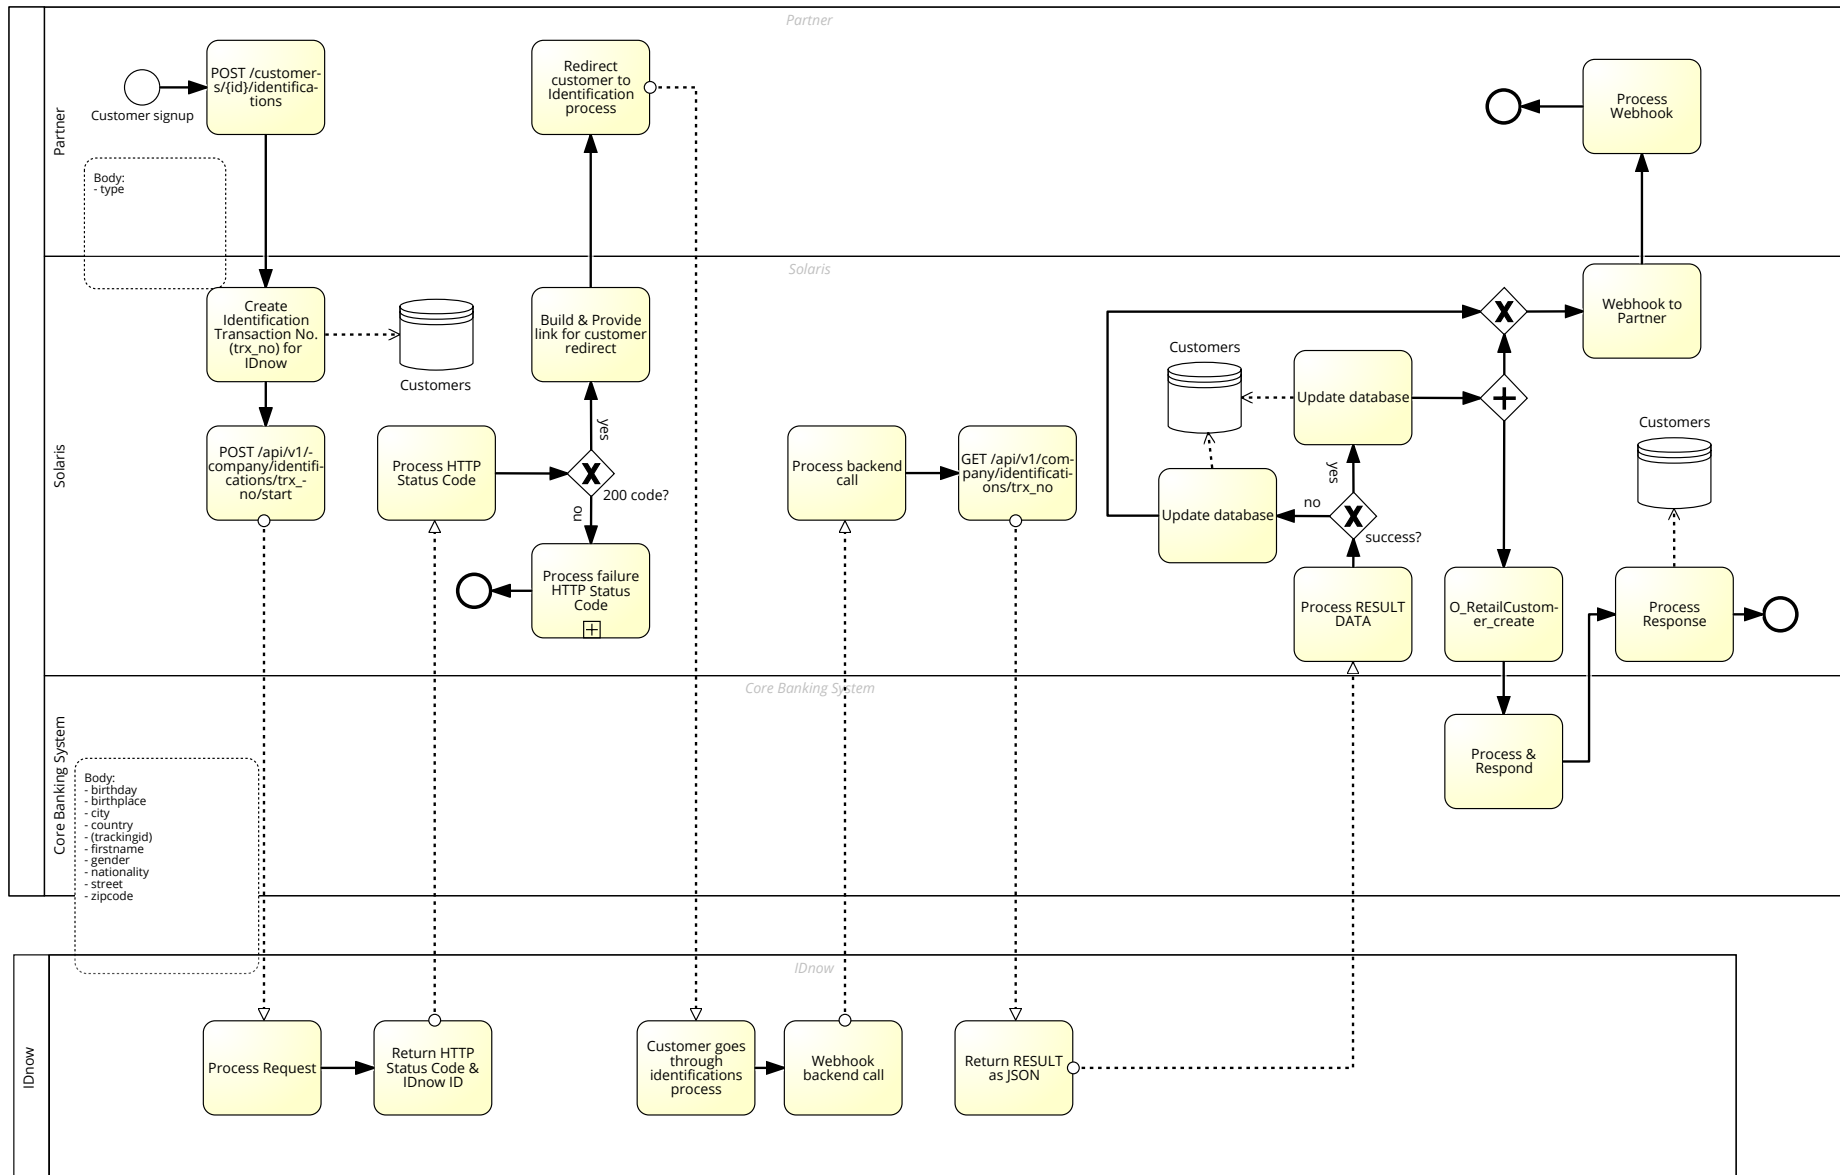 Partner
Partner
Customer signup
POST /customer-
s/{id}/identifica-
tions
Redirect
customer to
Identification
process
Process
Webhook
Body:
- type
Solaris
Solaris
Create
Identification
Transaction No.
(trx_no) for
IDnow
Customers
Build & Provide
link for customer
redirect
Webhook to
Partner
Customers
Update database
Customers
POST /api/v1/-
company/identifi-
cations/trx_-
no/start
Process HTTP
Status Code
yes
200 code?
no
Process failure
HTTP Status
Code
Process backend
call
GET /api/v1/com-
pany/identificati-
ons/trx_no
Update database
no
yes
success?
Process RESULT
DATA
O_RetailCustom-
er_create
Process
Response
Core Banking System
Core Banking System
Process &
Respond
Body:
- birthday
- birthplace
- city
- country
- (trackingid)
- firstname
- gender
- nationality
- street
- zipcode
IDnow
IDnow
Process Request
Return HTTP
Status Code &
IDnow ID
Customer goes
through
identifications
process
Webhook
backend call
Return RESULT
as JSON